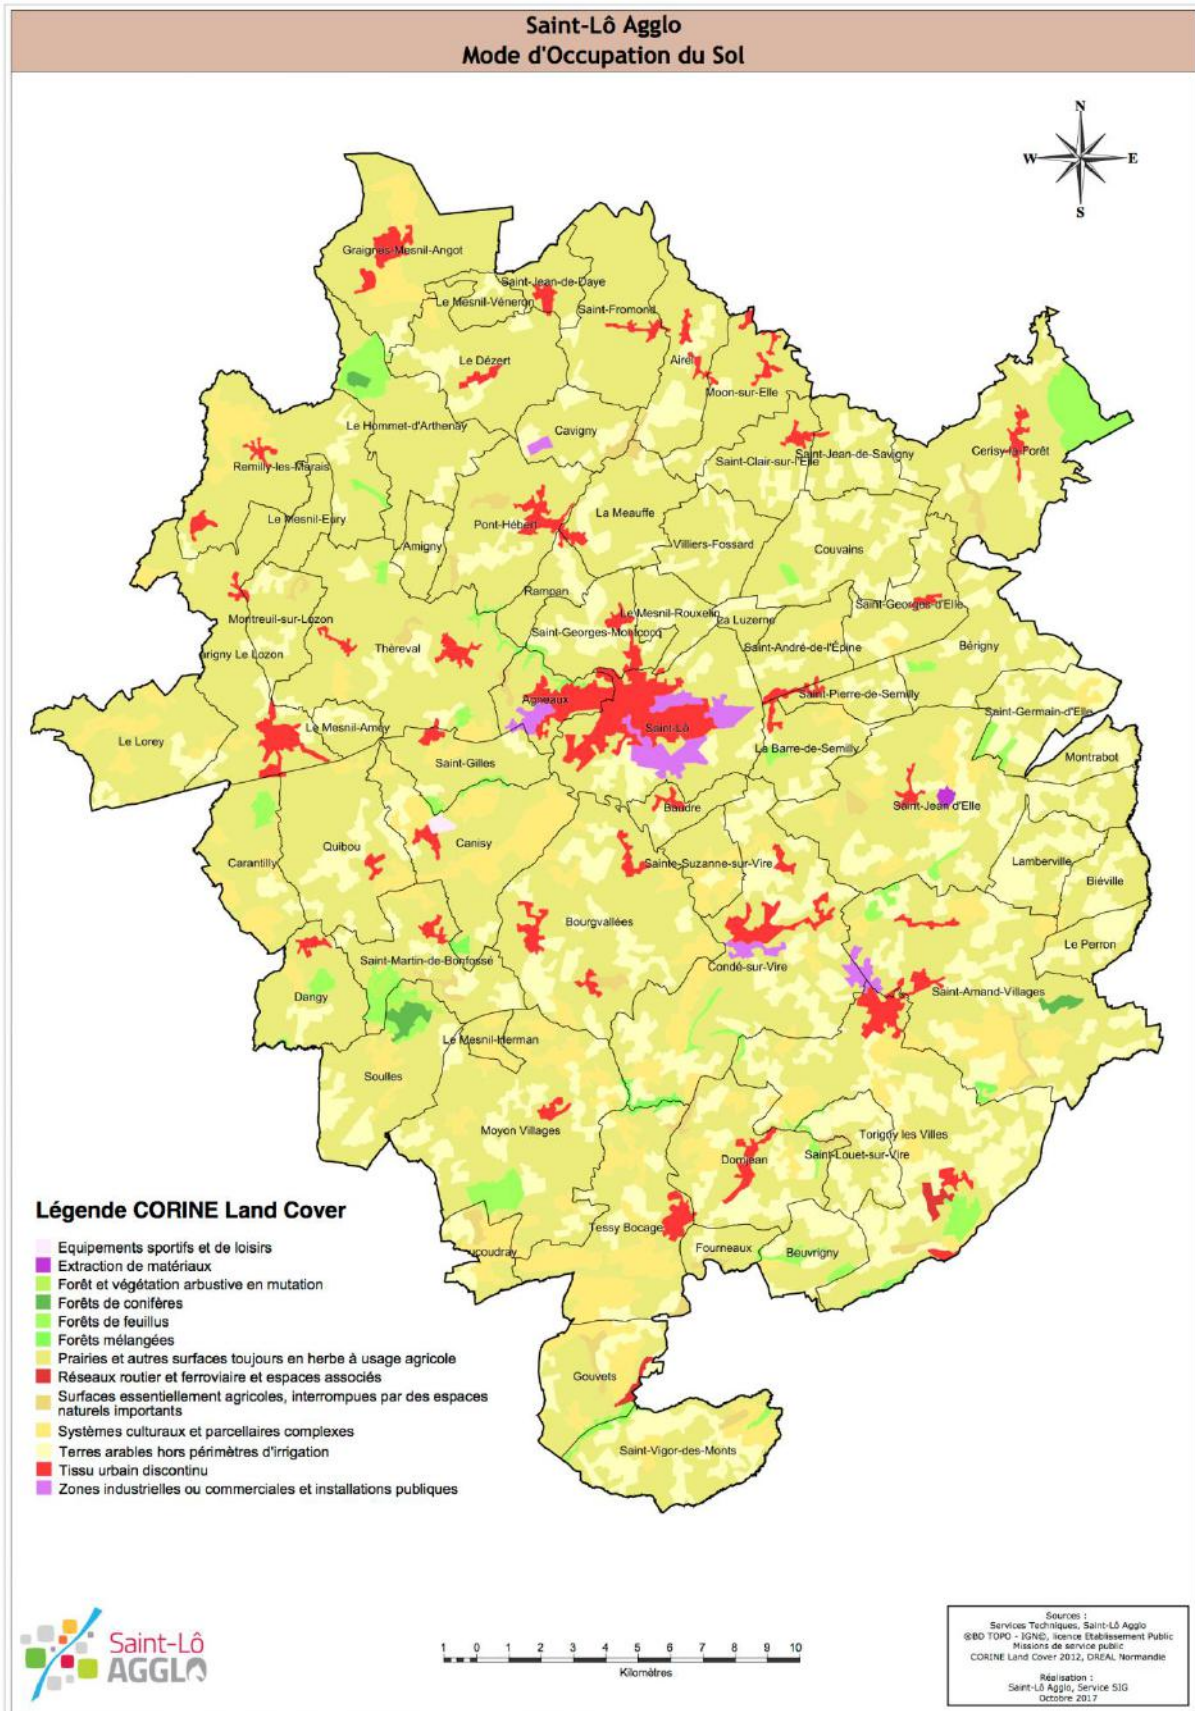 Saint-Lô Agglo
Mode d'Occupation du Sol
N
W
E
S
Graignes-Mesnil-Angot
Saint-Jean-de-Daye
Le Mesnil-Véneron
Saint-Fromond
Le Dézert
Airel
Moon-sur-Elle
Le Hommet-d'Arthenay
Cavigny
Saint-Clair-sur-l'Elle
Saint-Jean-de-Savigny
Cerisy-la-Forêt
Remilly-les-Marais
Le Mesnil-Eury
Pont-Hébert
La Meauffe
Amigny
Villiers-Fossard
Couvains
Rampan
Le Mesnil-Rouxelin
La Luzerne
Saint-Georges-d'Elle
Montreuil-sur-Lozon
Saint-Georges-Montcocq
Saint-André-de-l'Épine
Bérigny
arigny Le Lozon
Thèreval
Agneaux
Saint-Lô
Saint-Pierre-de-Semilly
Saint-Germain-d'Elle
Le Lorey
Le Mesnil-Amey
Saint-Gilles
La Barre-de-Semilly
Montrabot
Baudre
Saint-Jean d'Elle
Carantilly
Quibou
Canisy
Sainte-Suzanne-sur-Vire
Lamberville
Biéville
Bourgvallées
Le Perron
Saint-Martin-de-Bonfossé
Condé-sur-Vire
Dangy
Saint-Amand-Villages
Le Mesnil-Herman
Soulles
Moyon Villages
Torigny les Villes
Domjean
Saint-Louet-sur-Vire
Tessy Bocage
Fourneaux
Beuvrigny
ucoudray
Gouvets
Saint-Vigor-des-Monts
Légende CORINE Land Cover
Equipements sportifs et de loisirs
Extraction de matériaux
Forêt et végétation arbustive en mutation
Forêts de conifères
Forêts de feuillus
Forêts mélangées
Prairies et autres surfaces toujours en herbe à usage agricole
Réseaux routier et ferroviaire et espaces associés
Surfaces essentiellement agricoles, interrompues par des espaces
naturels importants
Systèmes culturaux et parcellaires complexes
Terres arables hors périmètres d'irrigation
Tissu urbain discontinu
Zones industrielles ou commerciales et installations publiques
Saint-Lô
AGGLO
1 0 1 2 3 4 5 6 7 8 9 10
Kilomètres
Sources :
Services Techniques, Saint-Lô Agglo
©BD TOPO - IGN©, licence Etablissement Public
Missions de service public
CORINE Land Cover 2012, DREAL Normandie
Réalisation :
Saint-Lô Agglo, Service SIG
Octobre 2017